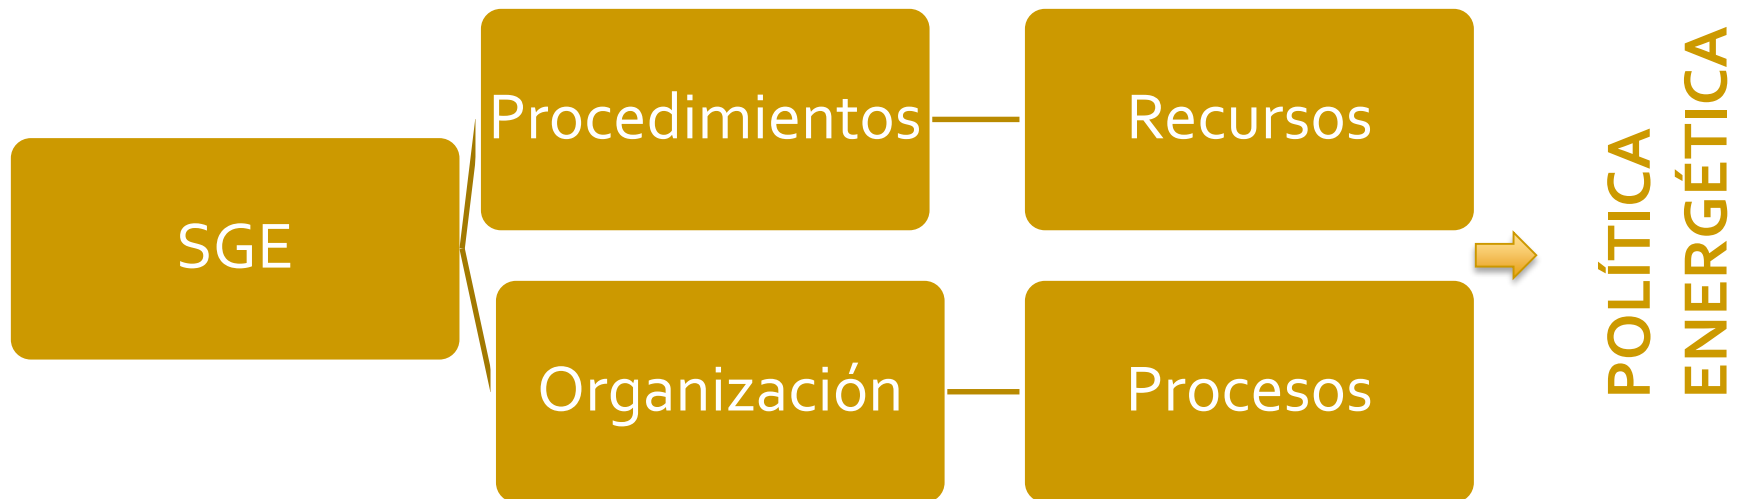 SGE
Procedimientos
Recursos
Organización
Procesos
POLÍTICA
ENERGÉTICA